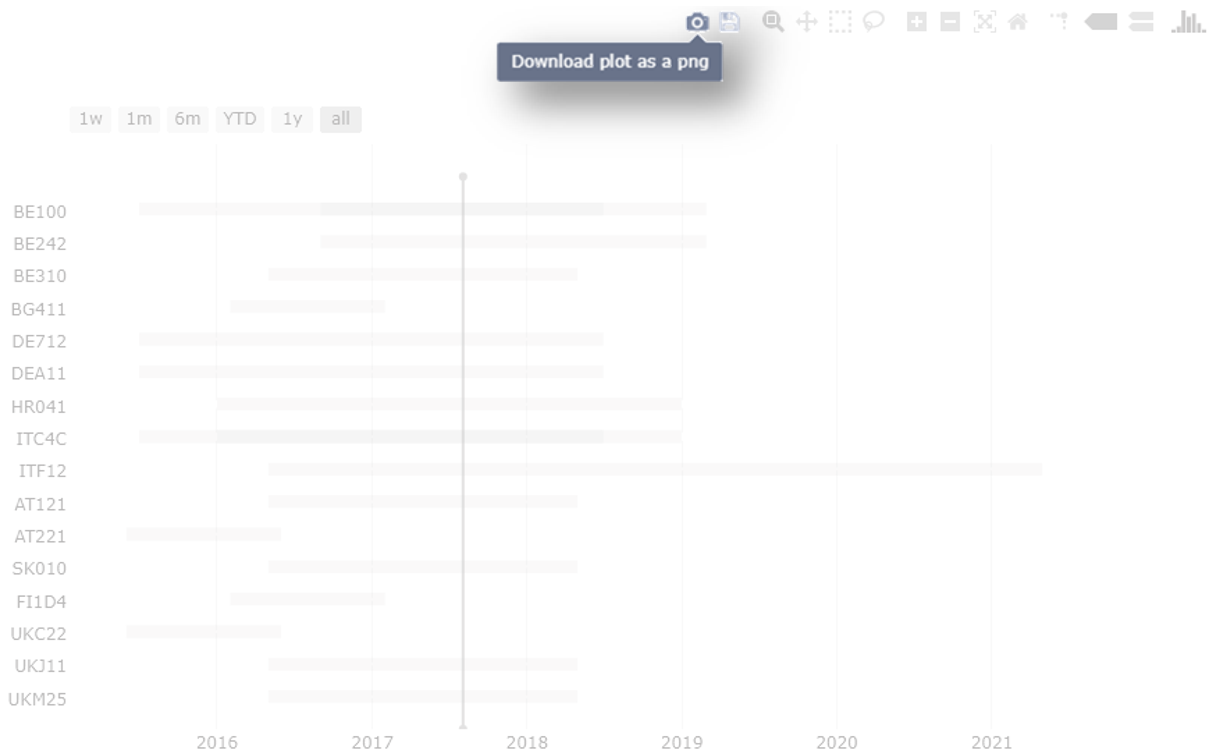 Download plot as a png
1w 1m 6m YTD 1y all
BE100
BE242
BE310
BG411
DE712
DEA11
HR041
ITC4C
ITF12
AT121
AT221
SK010
FI1D4
UKC22
UKJ11
UKM25
2016 2017 2018 2019 2020 2021